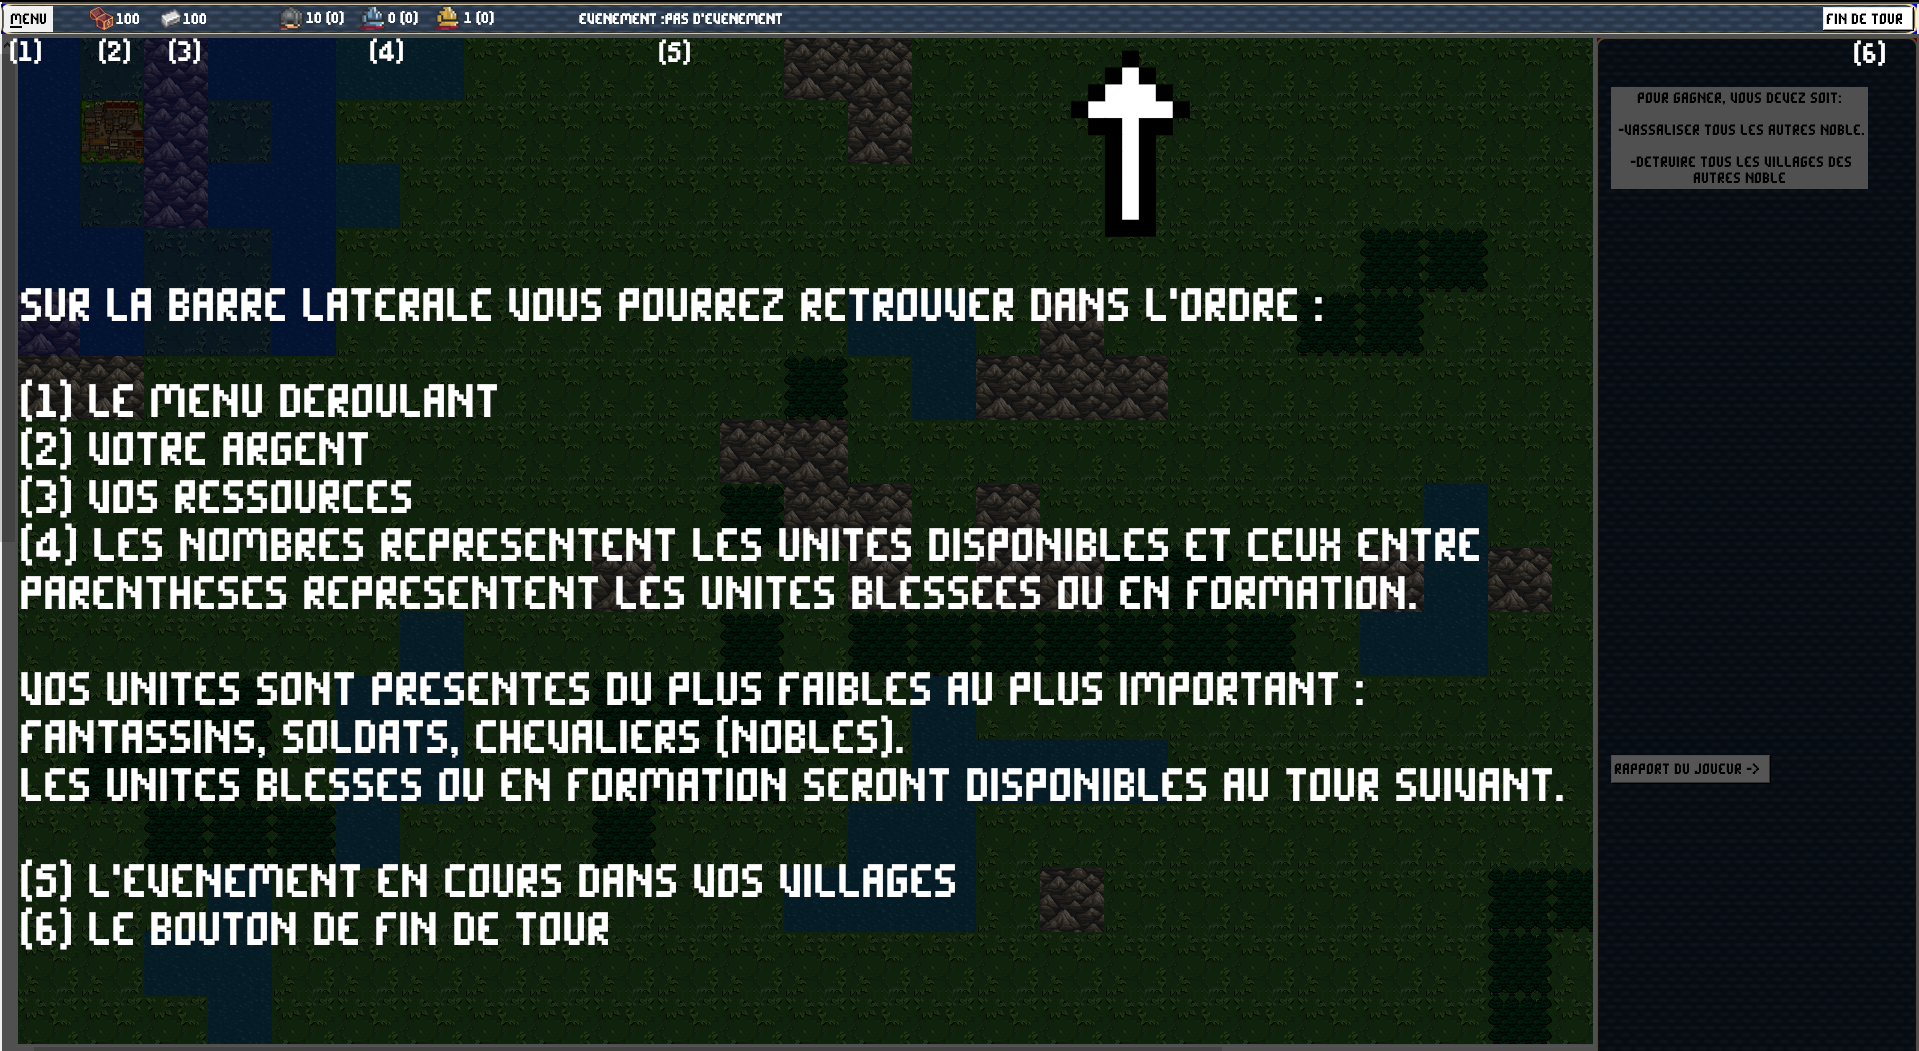 MENU 100 100 10 (0) 0 (0) 1 (0) EVENEMENT :PAS D'EVENEMENT FIN DE TOUR
(1) (2) (3) (4) (5) (6)
POUR GAGNER, VOUS DEVEZ SOIT:
-VASSALISER TOUS LES AUTRES NOBLE.
-DETRUIRE TOUS LES VILLAGES DES
AUTRES NOBLE
SUR LA BARRE LATERALE VOUS POURREZ RETROUVER DANS L'ORDRE :
(1) LE MENU DEROULANT
(2) VOTRE ARGENT
(3) VOS RESSOURCES
(4) LES NOMBRES REPRESENTENT LES UNITES DISPONIBLES ET CEUX ENTRE
PARENTHESES REPRESENTENT LES UNITES BLESSEES OU EN FORMATION.
VOS UNITES SONT PRESENTES DU PLUS FAIBLES AU PLUS IMPORTANT :
FANTASSINS, SOLDATS, CHEVALIERS (NOBLES).
LES UNITES BLESSES OU EN FORMATION SERONT DISPONIBLES AU TOUR SUIVANT.
RAPPORT DU JOUEUR ->
(5) L'EVENEMENT EN COURS DANS VOS VILLAGES
(6) LE BOUTON DE FIN DE TOUR